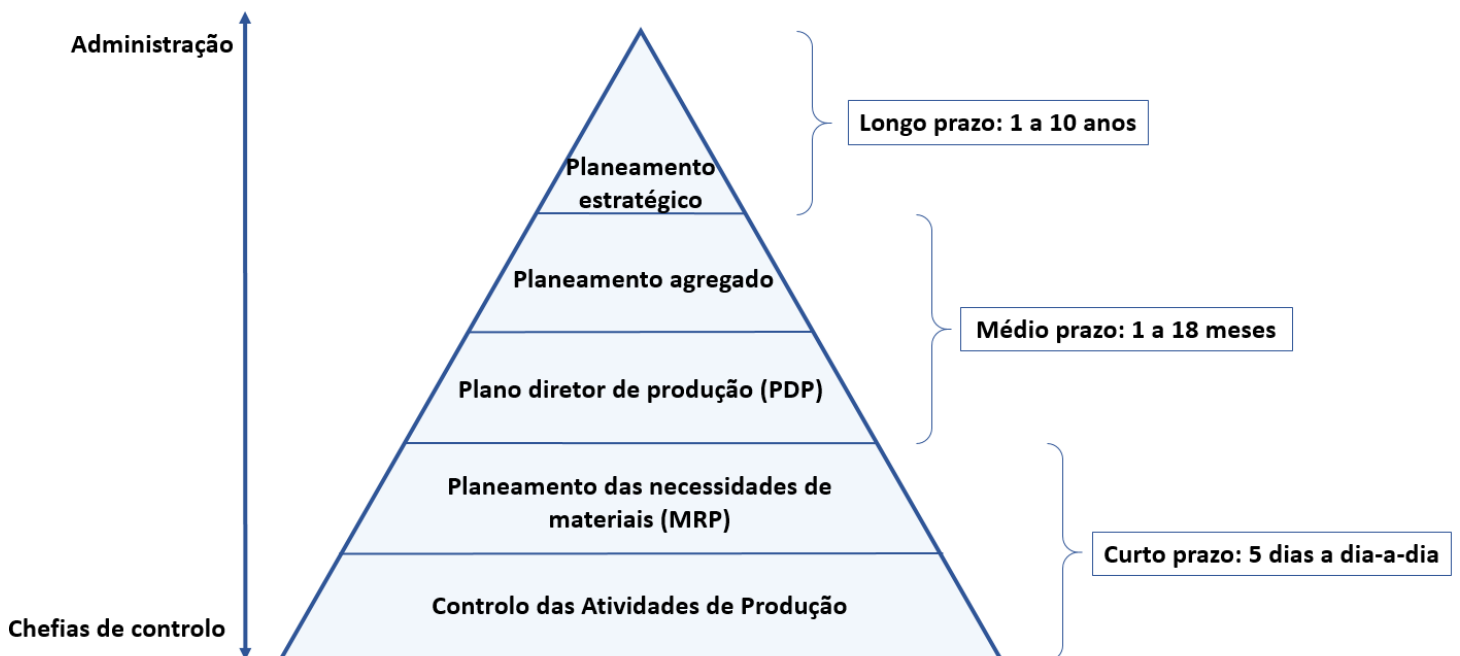 Administração
Longo prazo: 1 a 10 anos
Planeamento
estratégico
Planeamento agregado
Médio prazo: 1 a 18 meses
Plano diretor de produção (PDP)
Planeamento das necessidades de
materiais (MRP)
Curto prazo: 5 dias a dia-a-dia
Controlo das Atividades de Produção
Chefias de controlo